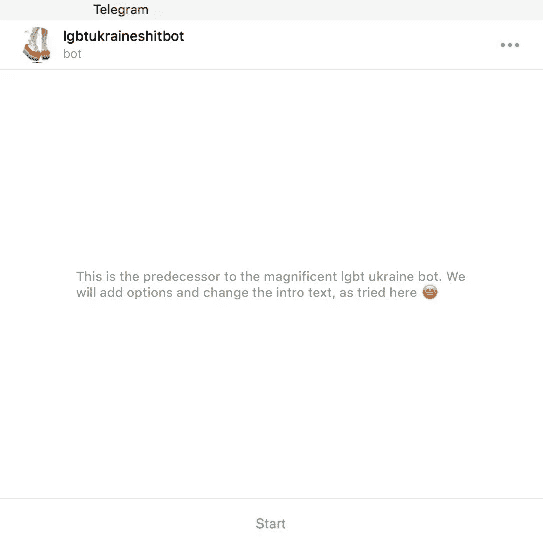 Telegram
lgbtukraineshitbot
bot
This is the predecessor to the magnificent lgbt ukraine bot. We
will add options and change the intro text, as tried here
Start